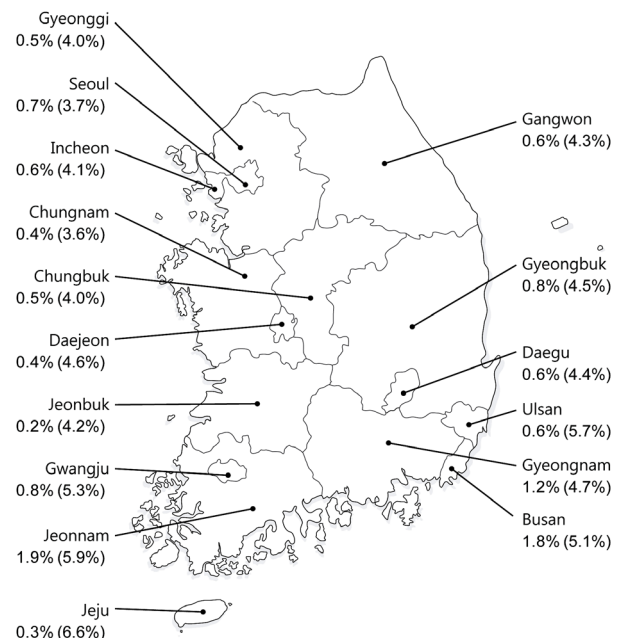 Gyeonggi
0.5% (4.0%)
Seoul
0.7% (3.7%)
Incheon
0.6% (4.1%)
Chungnam
0.4% (3.6%)
Chungbuk
0.5% (4.0%)
Daejeon
0.4% (4.6%)
Jeonbuk
0.2% (4.2%)
Gwangju
0.8% (5.3%)
Jeonnam
1.9% (5.9%)
Jeju
0.3% (6.6%)
Gangwon
0.6% (4.3%)
Gyeongbuk
0.8% (4.5%)
Daegu
0.6% (4.4%)
Ulsan
0.6% (5.7%)
Gyeongnam
1.2% (4.7%)
Busan
1.8% (5.1%)